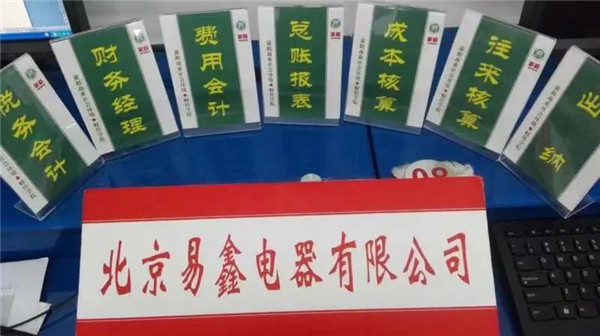 税务会计
财务经理
费用会计
总账报表
成本核算
往来核算
出纳
北京易鑫电器有限公司